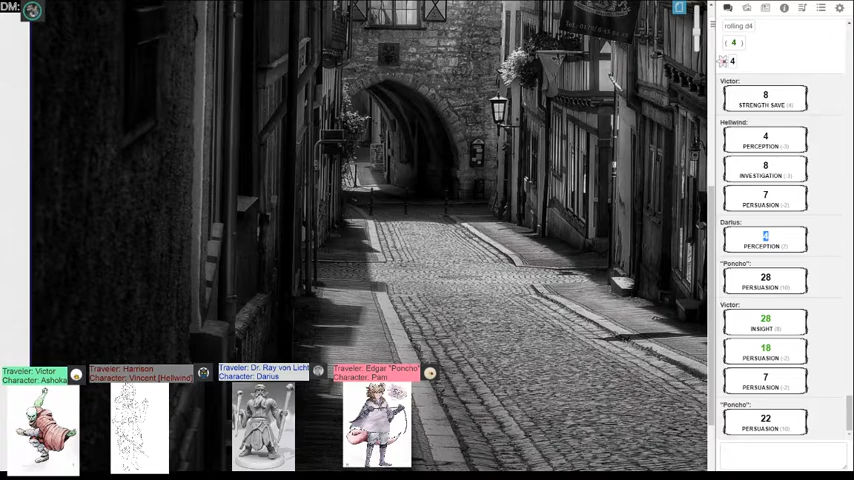 DM:
rolling d4
( 4 )
4
Victor:
8
STRENGTH SAVE (4)
Hellwind:
4
PERCEPTION (-3)
8
INVESTIGATION (-3)
7
PERSUASION (-2)
Darius:
4
PERCEPTION (2)
"Poncho":
28
PERSUASION (10)
Victor:
28
INSIGHT (8)
18
PERSUASION (-2)
7
PERSUASION (-2)
"Poncho":
22
PERSUASION (10)
Traveler: Victor
Character: Ashoka
Traveler: Harrison
Character: Vincent [Hellwind]
Traveler: Dr. Ray von Licht
Character: Darius
Traveler: Edgar "Poncho"
Character: Pam